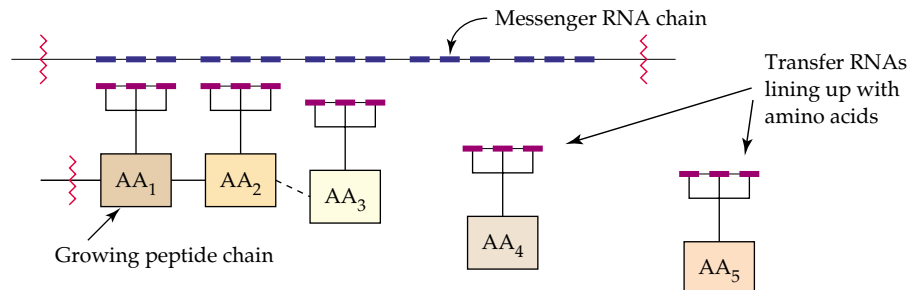 Messenger RNA chain
Transfer RNAs
lining up with
amino acids
AA₁
AA₂
AA₃
AA₄
AA₅
Growing peptide chain